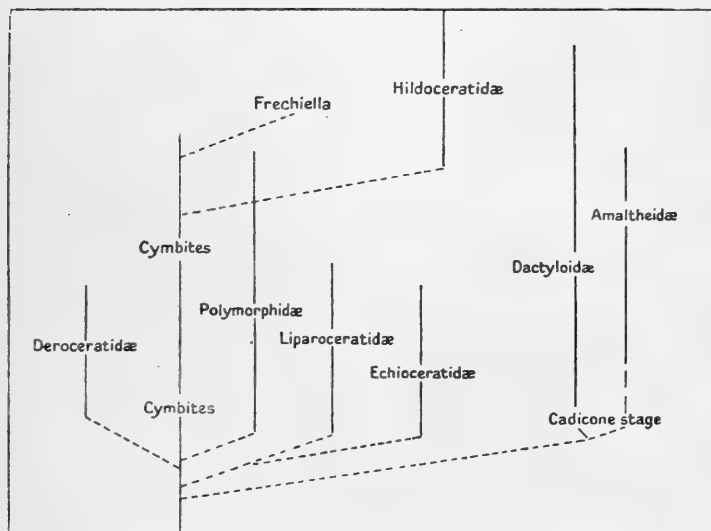 Hildoceratidæ
Frechiella
Amaltheidæ
Cymbites
Dactyloidæ
Polymorphidæ
Liparoceratidæ
Deroceratidæ
Echioceratidæ
Cymbites
Cadicone stage